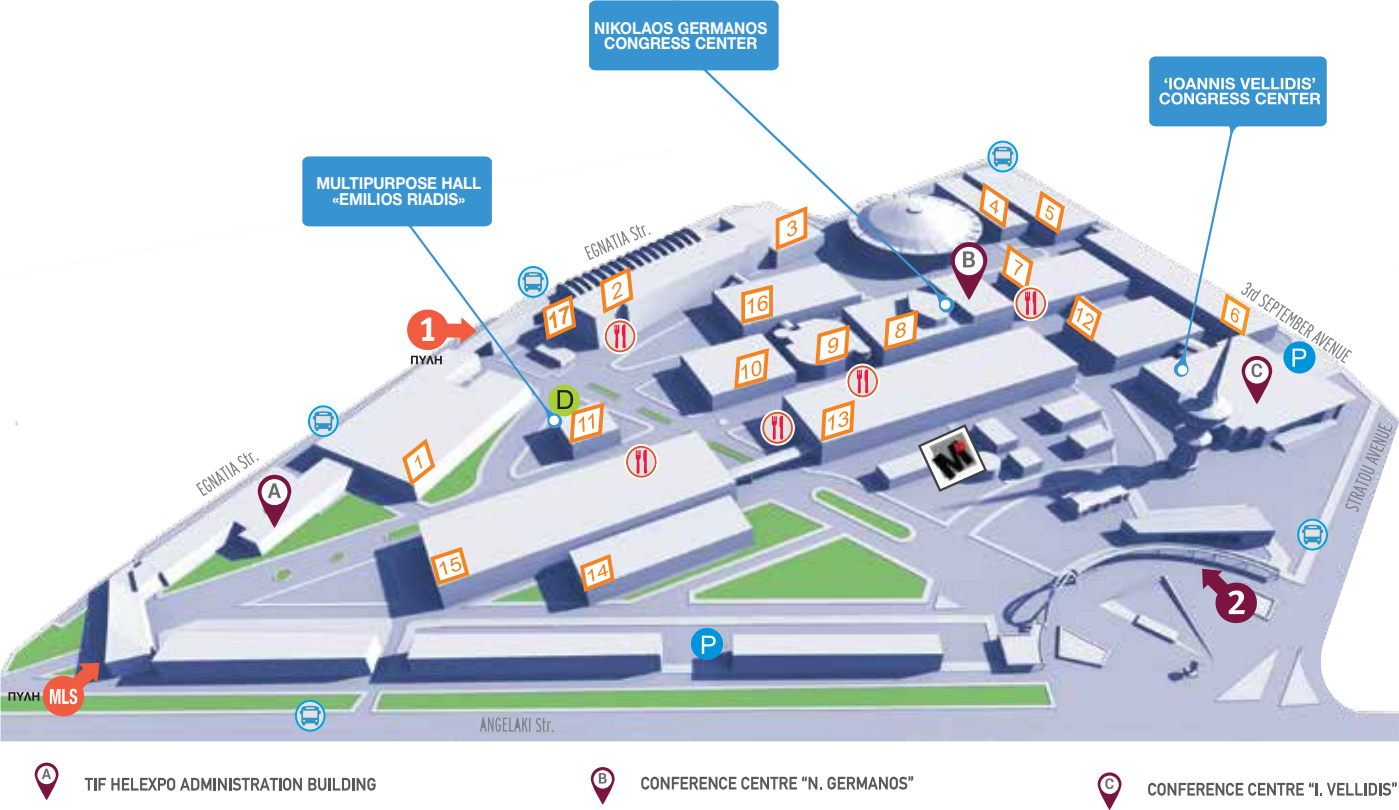 NIKOLAOS GERMANOS
CONGRESS CENTER
‘IOANNIS VELLIDIS’
CONGRESS CENTER
MULTIPURPOSE HALL
«EMILIOS RIADIS»
EGNATIA Str.
3
4
5
B
7
2
17
16
12
6
3rd SEPTEMBER AVENUE
1
ΠΥΛΗ
8
9
10
P
C
D
11
13
M
1
EGNATIA Str.
A
STRATOU AVENUE
15
14
2
P
ΠΥΛΗ
MLS
ANGELAKI Str.
A
TIF HELEXPO ADMINISTRATION BUILDING
B
CONFERENCE CENTRE "N. GERMANOS"
C
CONFERENCE CENTRE "I. VELLIDIS"